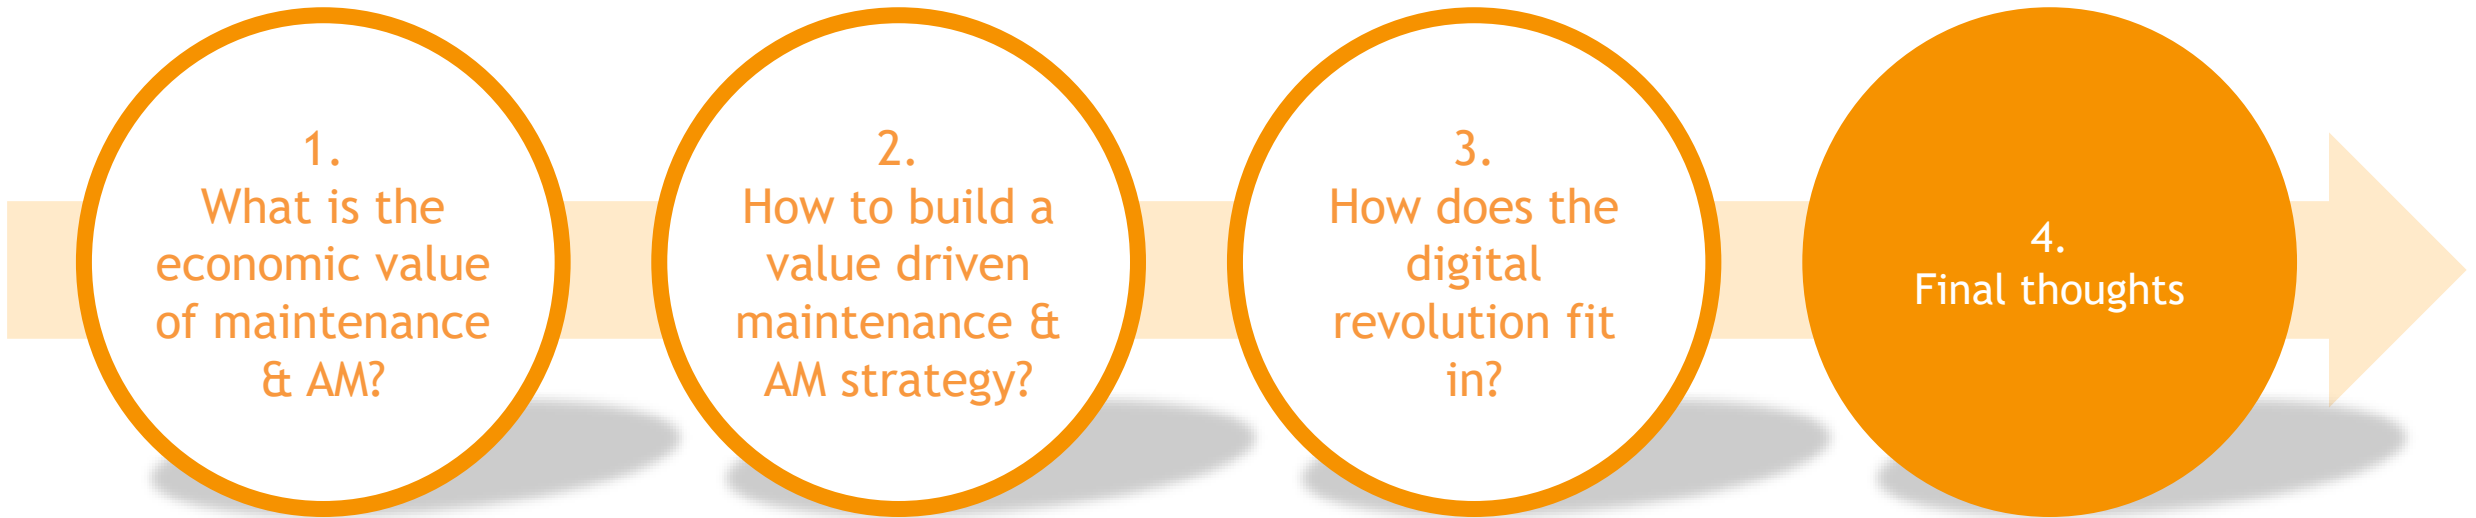 1.
What is the
economic value
of maintenance
& AM?
2.
How to build a
value driven
maintenance &
AM strategy?
3.
How does the
digital
revolution fit
in?
4.
Final thoughts